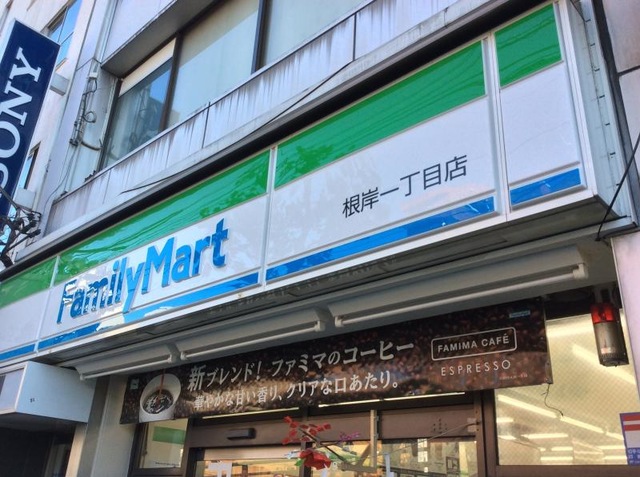 SONY
FamilyMart
根岸一丁目店
新ブレンド! ファミマのコーヒー
華やかな甘い香り、クリアな口あたり。
FAMIMA CAFÉ
ESPRESSO